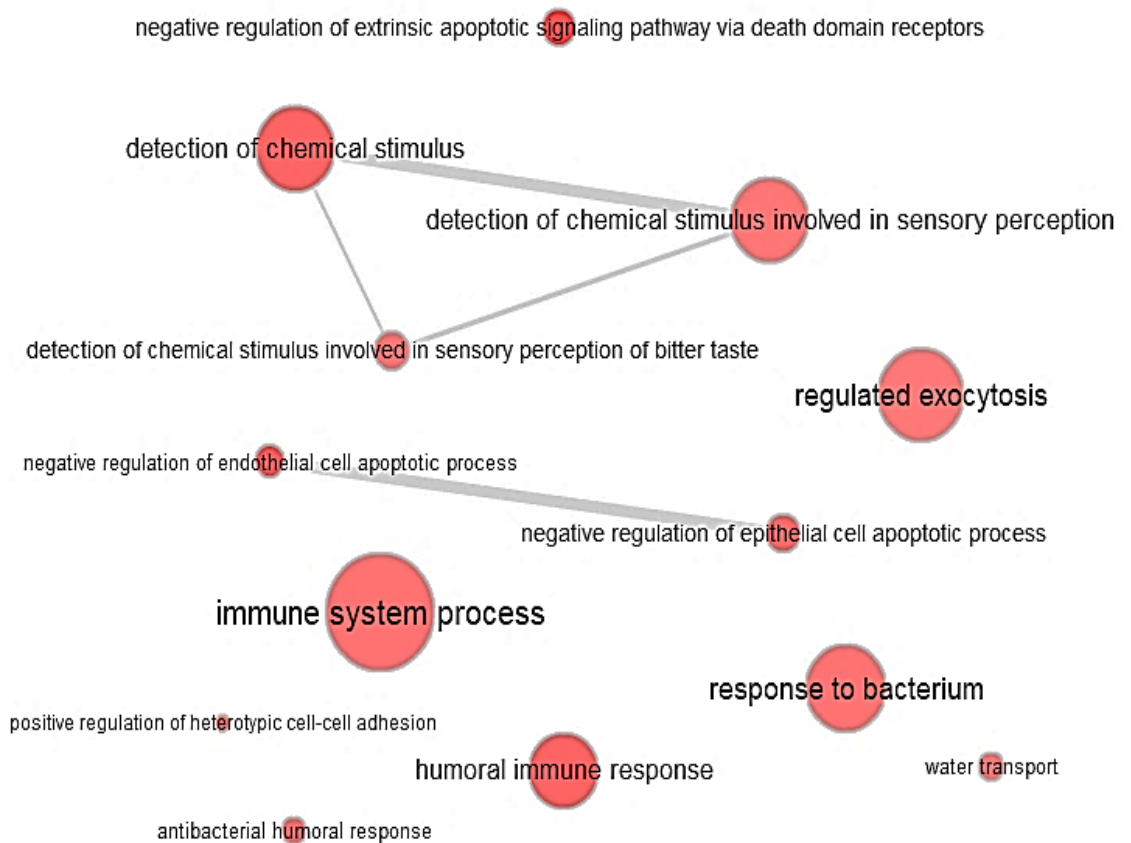 negative regulation of extrinsic apoptotic signaling pathway via death domain receptors
detection of chemical stimulus
detection of chemical stimulus involved in sensory perception
detection of chemical stimulus involved in sensory perception of bitter taste
regulated exocytosis
negative regulation of endothelial cell apoptotic process
negative regulation of epithelial cell apoptotic process
immune system process
response to bacterium
positive regulation of heterotypic cell-cell adhesion
humoral immune response
water transport
antibacterial humoral response